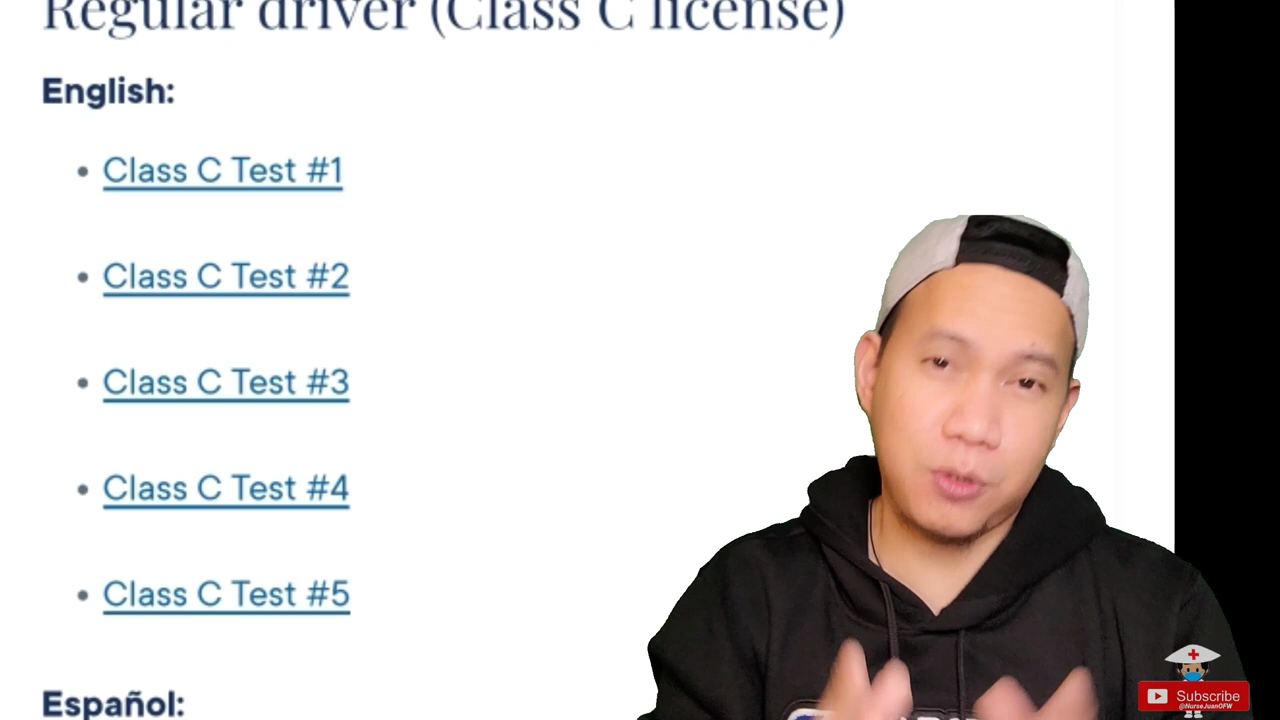 Regular driver (Class C license)
English:
• Class C Test #1
• Class C Test #2
• Class C Test #3
• Class C Test #4
• Class C Test #5
Español:
Subscribe
@NurseJuanOFW